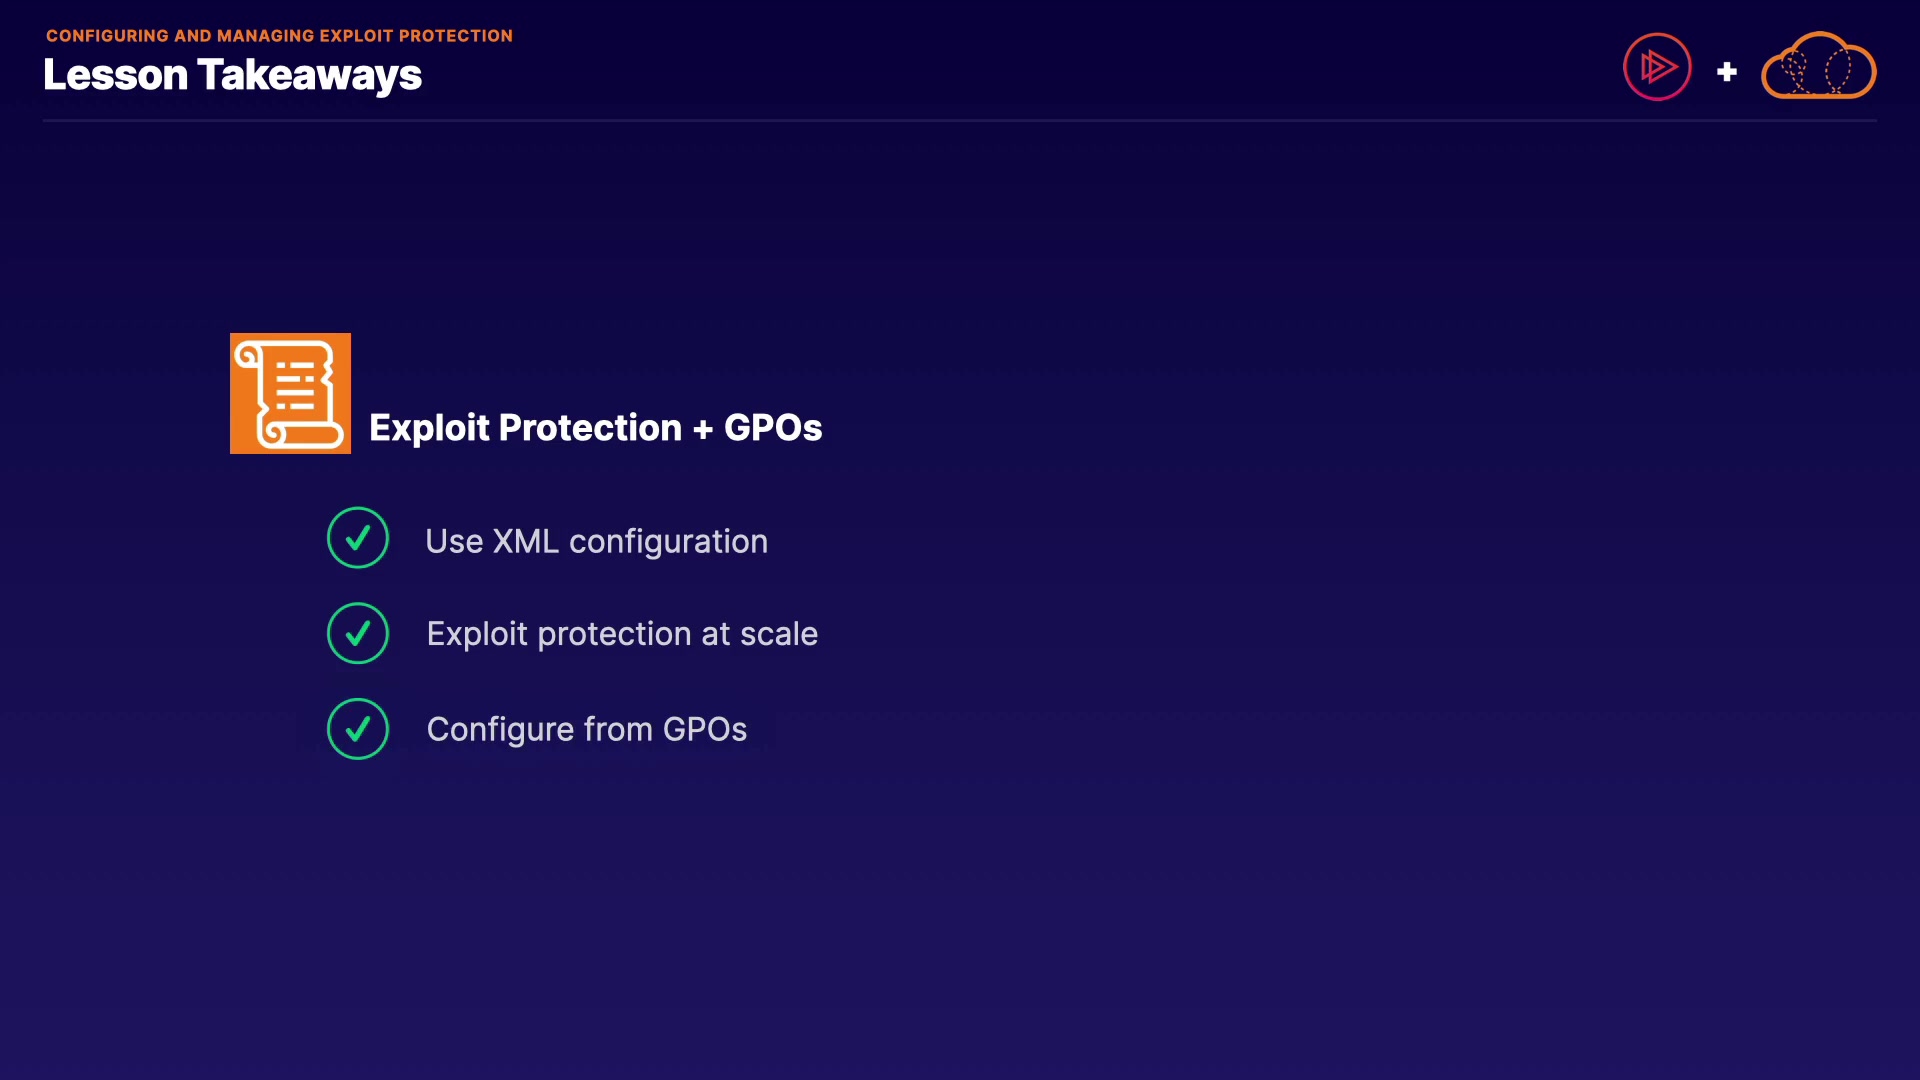 CONFIGURING AND MANAGING EXPLOIT PROTECTION
Lesson Takeaways
Exploit Protection + GPOs
Use XML configuration
Exploit protection at scale
Configure from GPOs